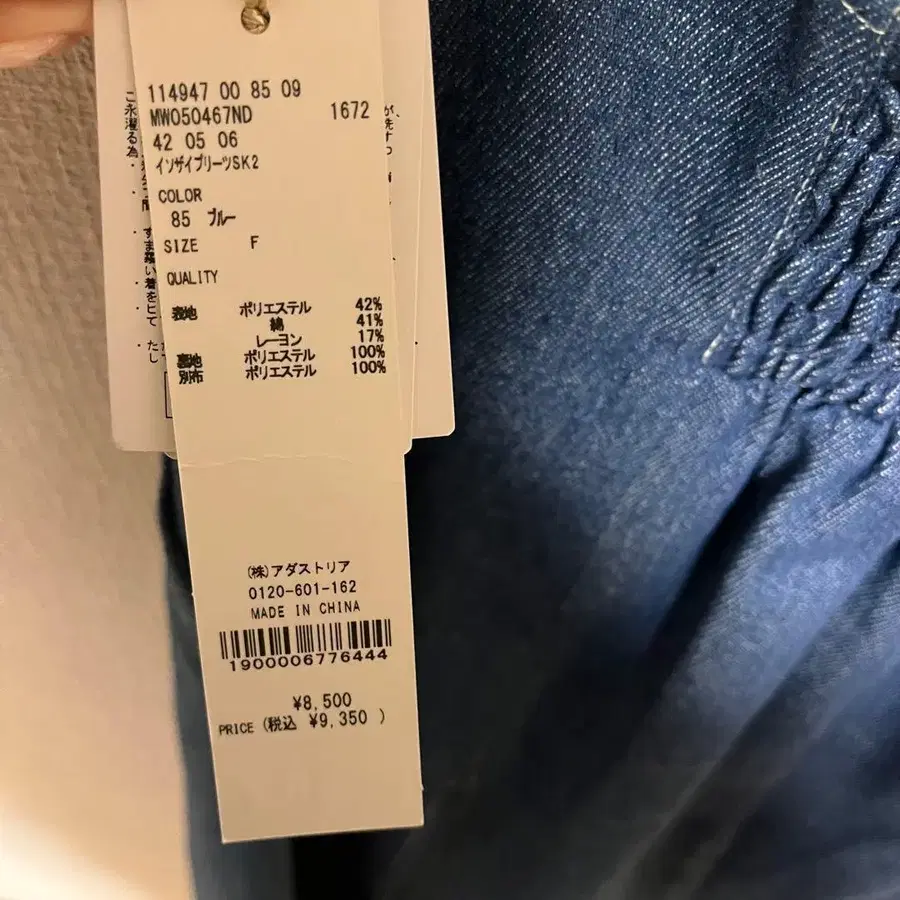 114947 00 85 09
MW050467ND 1672
42 05 06
インザイプリーツSK2
COLOR
85 ブルー
SIZE F
QUALITY
表地 ポリエステル 42%
綿 41%
レーヨン 17%
裏地 ポリエステル 100%
別布 ポリエステル 100%
(株)アダストリア
0120-601-162
MADE IN CHINA
1900006776444
¥8,500
PRICE (税込 ¥9,350 )